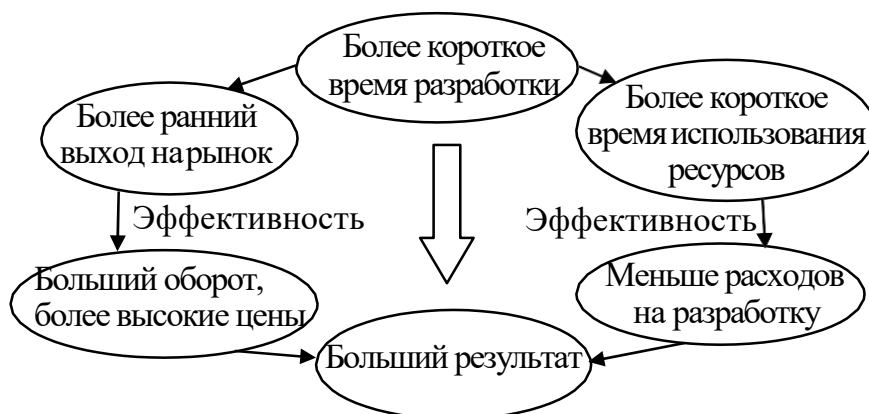 Более короткое
время разработки
Более ранний
выход на рынок
Более короткое
время использования
ресурсов
Эффективность
Эффективность
Больший оборот,
более высокие цены
Меньше расходов
на разработку
Больший результат